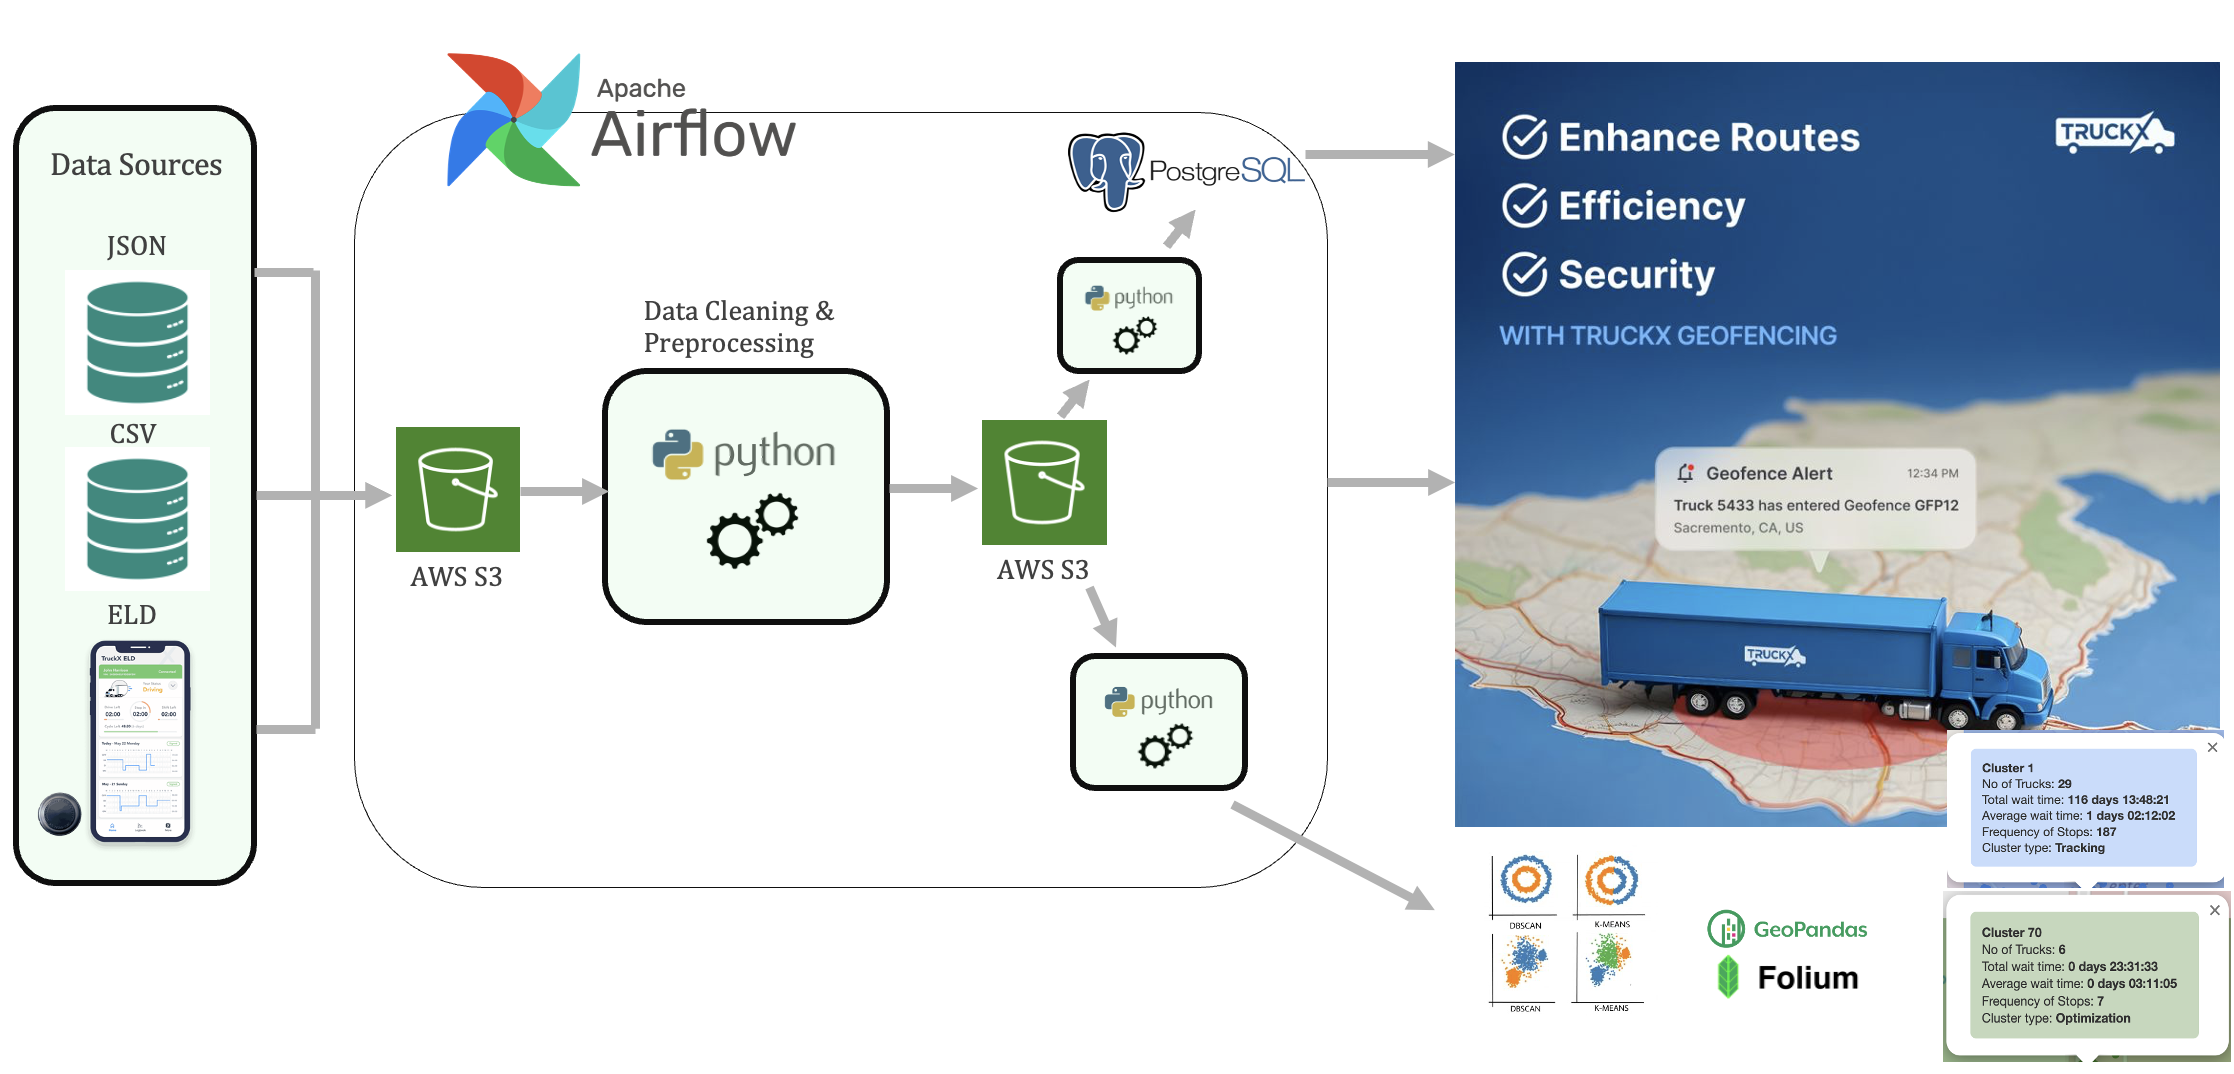 Data Sources
JSON
CSV
ELD
TruckX ELD
Driving
02:00 02:00 02:00
Apache
Airflow
AWS S3
Data Cleaning &
Preprocessing
python
AWS S3
python
PostgreSQL
python
Enhance Routes
Efficiency
Security
WITH TRUCKX GEOFENCING
TRUCKX
Geofence Alert 12:34 PM
Truck 5433 has entered Geofence GFP12
Sacremento, CA, US
TRUCKX
DBSCAN K-MEANS
DBSCAN K-MEANS
GeoPandas
Folium
Cluster 1
No of Trucks: 29
Total wait time: 116 days 13:48:21
Average wait time: 1 days 02:12:02
Frequency of Stops: 187
Cluster type: Tracking
Cluster 70
No of Trucks: 6
Total wait time: 0 days 23:31:33
Average wait time: 0 days 03:11:05
Frequency of Stops: 7
Cluster type: Optimization